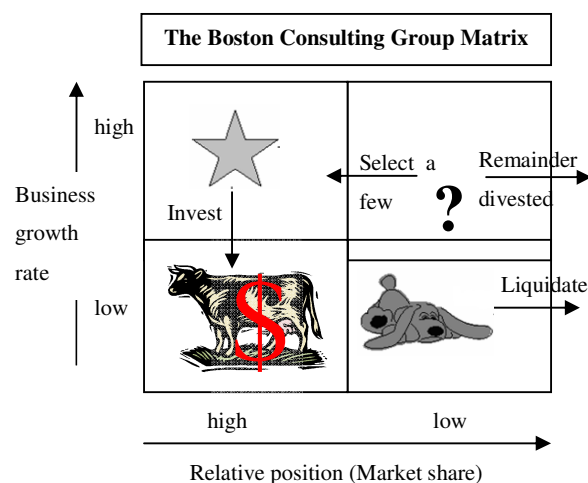 The Boston Consulting Group Matrix
high
Select a
few
Remainder
divested
?
Business
growth
rate
Invest
low
$
Liquidate
high
low
Relative position (Market share)